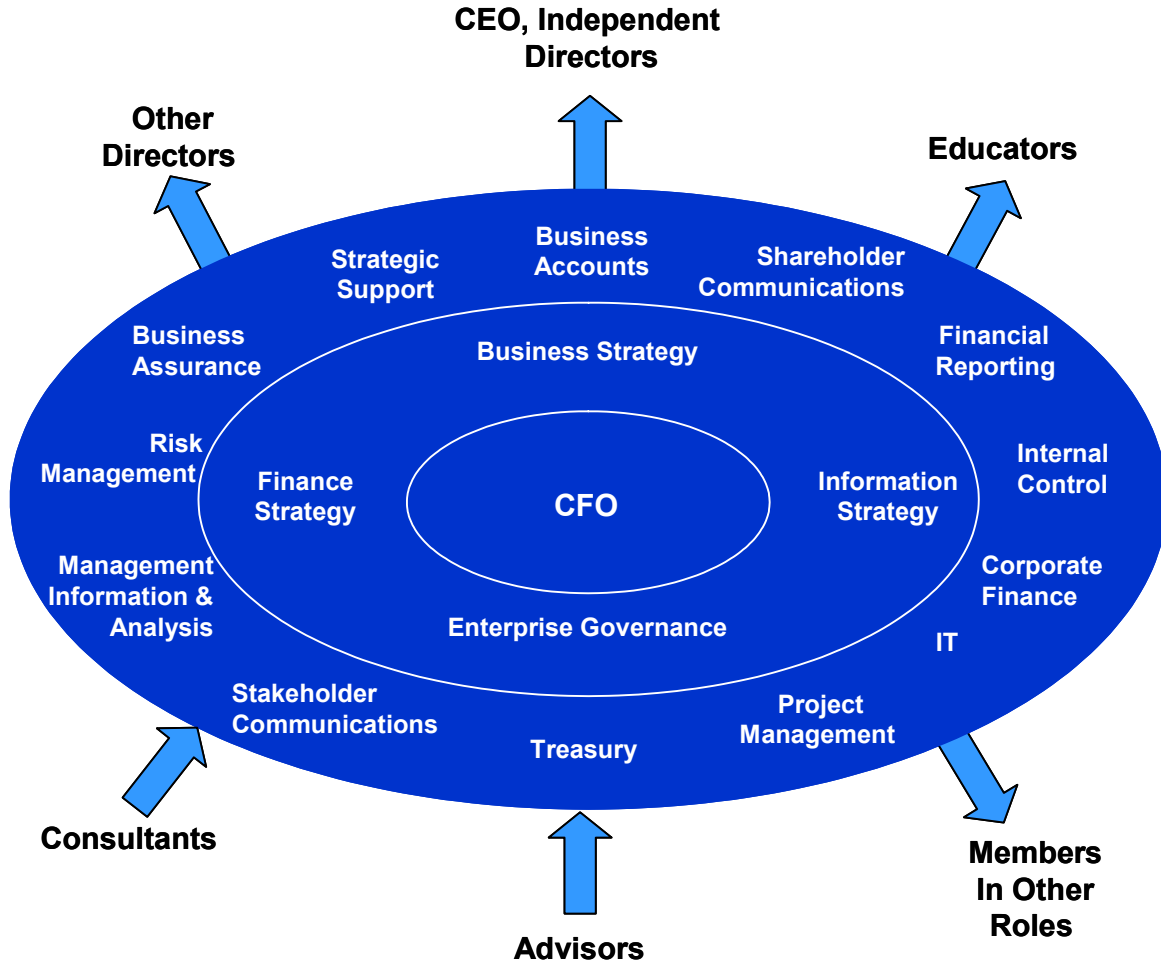 CEO, Independent
Directors
Other
Directors
Educators
Strategic
Support
Business
Accounts
Shareholder
Communications
Business
Assurance
Business Strategy
Financial
Reporting
Risk
Management
Finance
Strategy
CFO
Information
Strategy
Internal
Control
Management
Information &
Analysis
Enterprise Governance
Corporate
Finance
IT
Stakeholder
Communications
Treasury
Project
Management
Consultants
Advisors
Members
In Other
Roles